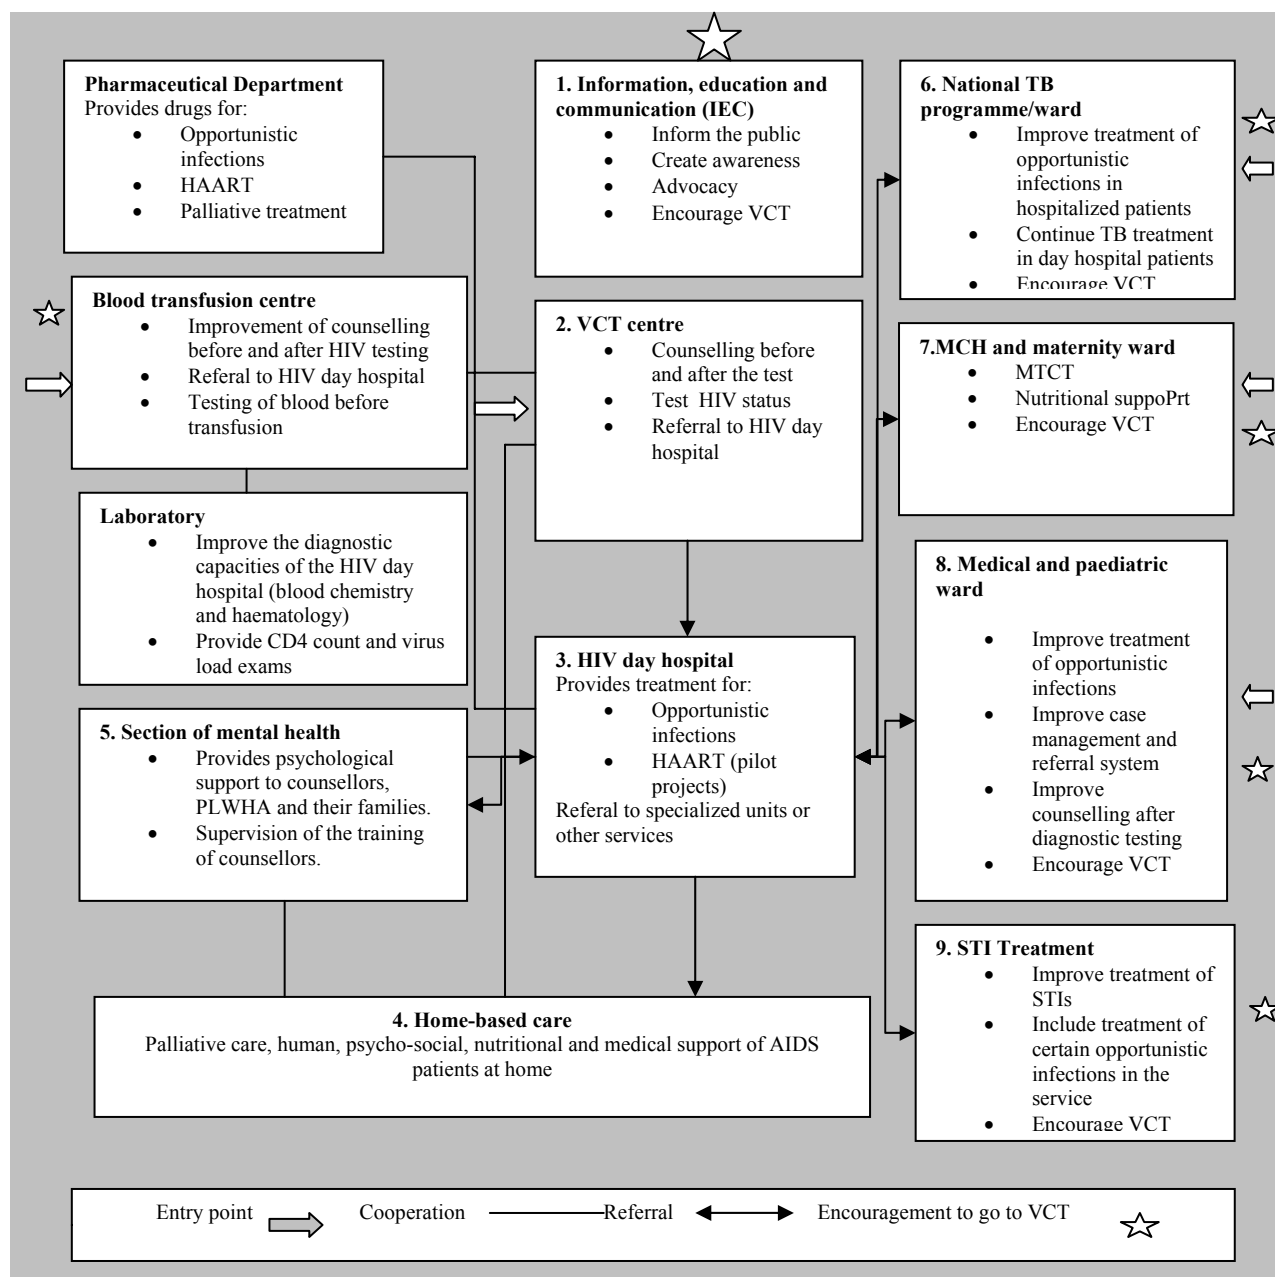 Pharmaceutical Department
Provides drugs for:
• Opportunistic
infections
• HAART
• Palliative treatment
Blood transfusion centre
• Improvement of counselling
before and after HIV testing
• Referal to HIV day hospital
• Testing of blood before
transfusion
Laboratory
• Improve the diagnostic
capacities of the HIV day
hospital (blood chemistry
and haematology)
• Provide CD4 count and virus
load exams
5. Section of mental health
• Provides psychological
support to counsellors,
PLWHA and their families.
• Supervision of the training
of counsellors.
1. Information, education and
communication (IEC)
• Inform the public
• Create awareness
• Advocacy
• Encourage VCT
2. VCT centre
• Counselling before
and after the test
• Test HIV status
• Referral to HIV day
hospital
3. HIV day hospital
Provides treatment for:
• Opportunistic
infections
• HAART (pilot
projects)
Referal to specialized units or
other services
4. Home-based care
Palliative care, human, psycho-social, nutritional and medical support of AIDS
patients at home
6. National TB
programme/ward
• Improve treatment of
opportunistic
infections in
hospitalized patients
• Continue TB treatment
in day hospital patients
• Encourage VCT
7.MCH and maternity ward
• MTCT
• Nutritional suppoPrt
• Encourage VCT
8. Medical and paediatric
ward
• Improve treatment
of opportunistic
infections
• Improve case
management and
referral system
• Improve
counselling after
diagnostic testing
• Encourage VCT
9. STI Treatment
• Improve treatment of
STIs
• Include treatment of
certain opportunistic
infections in the
service
• Encourage VCT
Entry point Cooperation Referral Encouragement to go to VCT